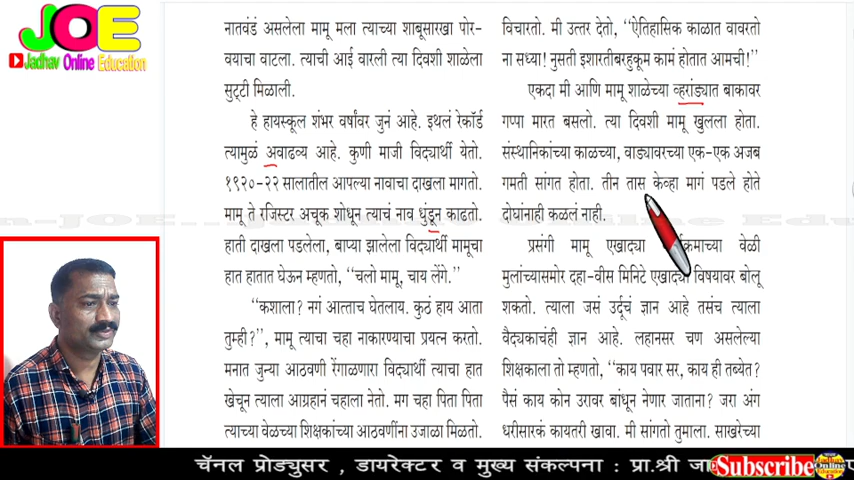 JOE
Jadhav Online Education
नातवंडं असलेला मामू मला त्याच्या शाबूसारखा पोर-
वयाचा वाटला. त्याची आई वारली त्या दिवशी शाळेला
सुट्टी मिळाली.
हे हायस्कूल शंभर वर्षांवर जुनं आहे. इथलं रेकॉर्ड
त्यामुळं अवाढव्य आहे. कुणी माजी विद्यार्थी येतो.
१९२०-२२ सालातील आपल्या नावाचा दाखला मागतो.
मामू ते रजिस्टर अचूक शोधून त्याचं नाव धुंडून काढतो.
हाती दाखला पडलेला, बाप्या झालेला विद्यार्थी मामूचा
हात हातात घेऊन म्हणतो, ‘‘चलो मामू, चाय लेंगे.’’
‘‘कशाला? नगं आत्ताच घेतलाय. कुठं हाय आता
तुम्ही?’’, मामू त्याचा चहा नाकारण्याचा प्रयत्न करतो.
मनात जुन्या आठवणी रेंगाळणारा विद्यार्थी त्याचा हात
खेचून त्याला आग्रहानं चहाला नेतो. मग चहा पिता पिता
त्याच्या वेळच्या शिक्षकांच्या आठवणींना उजाळा मिळतो.
विचारतो. मी उत्तर देतो, ‘‘ऐतिहासिक काळात वावरतो
ना सध्या! नुसती इशारतीबरहुकूम कामं होतात आमची!’’
एकदा मी आणि मामू शाळेच्या व्हरांड्यात बाकावर
गप्पा मारत बसलो. त्या दिवशी मामू खुलला होता.
संस्थानिकांच्या काळच्या, वाड्यावरच्या एक-एक अजब
गमती सांगत होता. तीन तास केव्हा मागं पडले होते
दोघांनाही कळलं नाही.
प्रसंगी मामू एखाद्या क्रमाच्या वेळी
मुलांच्यासमोर दहा-वीस मिनिटे एखाद्या विषयावर बोलू
शकतो. त्याला जसं उर्दूचं ज्ञान आहे तसंच त्याला
वैद्यकाचंही ज्ञान आहे. लहानसर चण असलेल्या
शिक्षकाला तो म्हणतो, ‘‘काय पवार सर, काय ही तब्येत?
पैसं काय कोन उरावर बांधून नेणार जाताना? जरा अंग
धरीसारकं कायतरी खावा. मी सांगतो तुमाला. साखरेच्या
चॅनल प्रोड्युसर , डायरेक्टर व मुख्य संकल्पना : प्रा.श्री जा
Subscribe